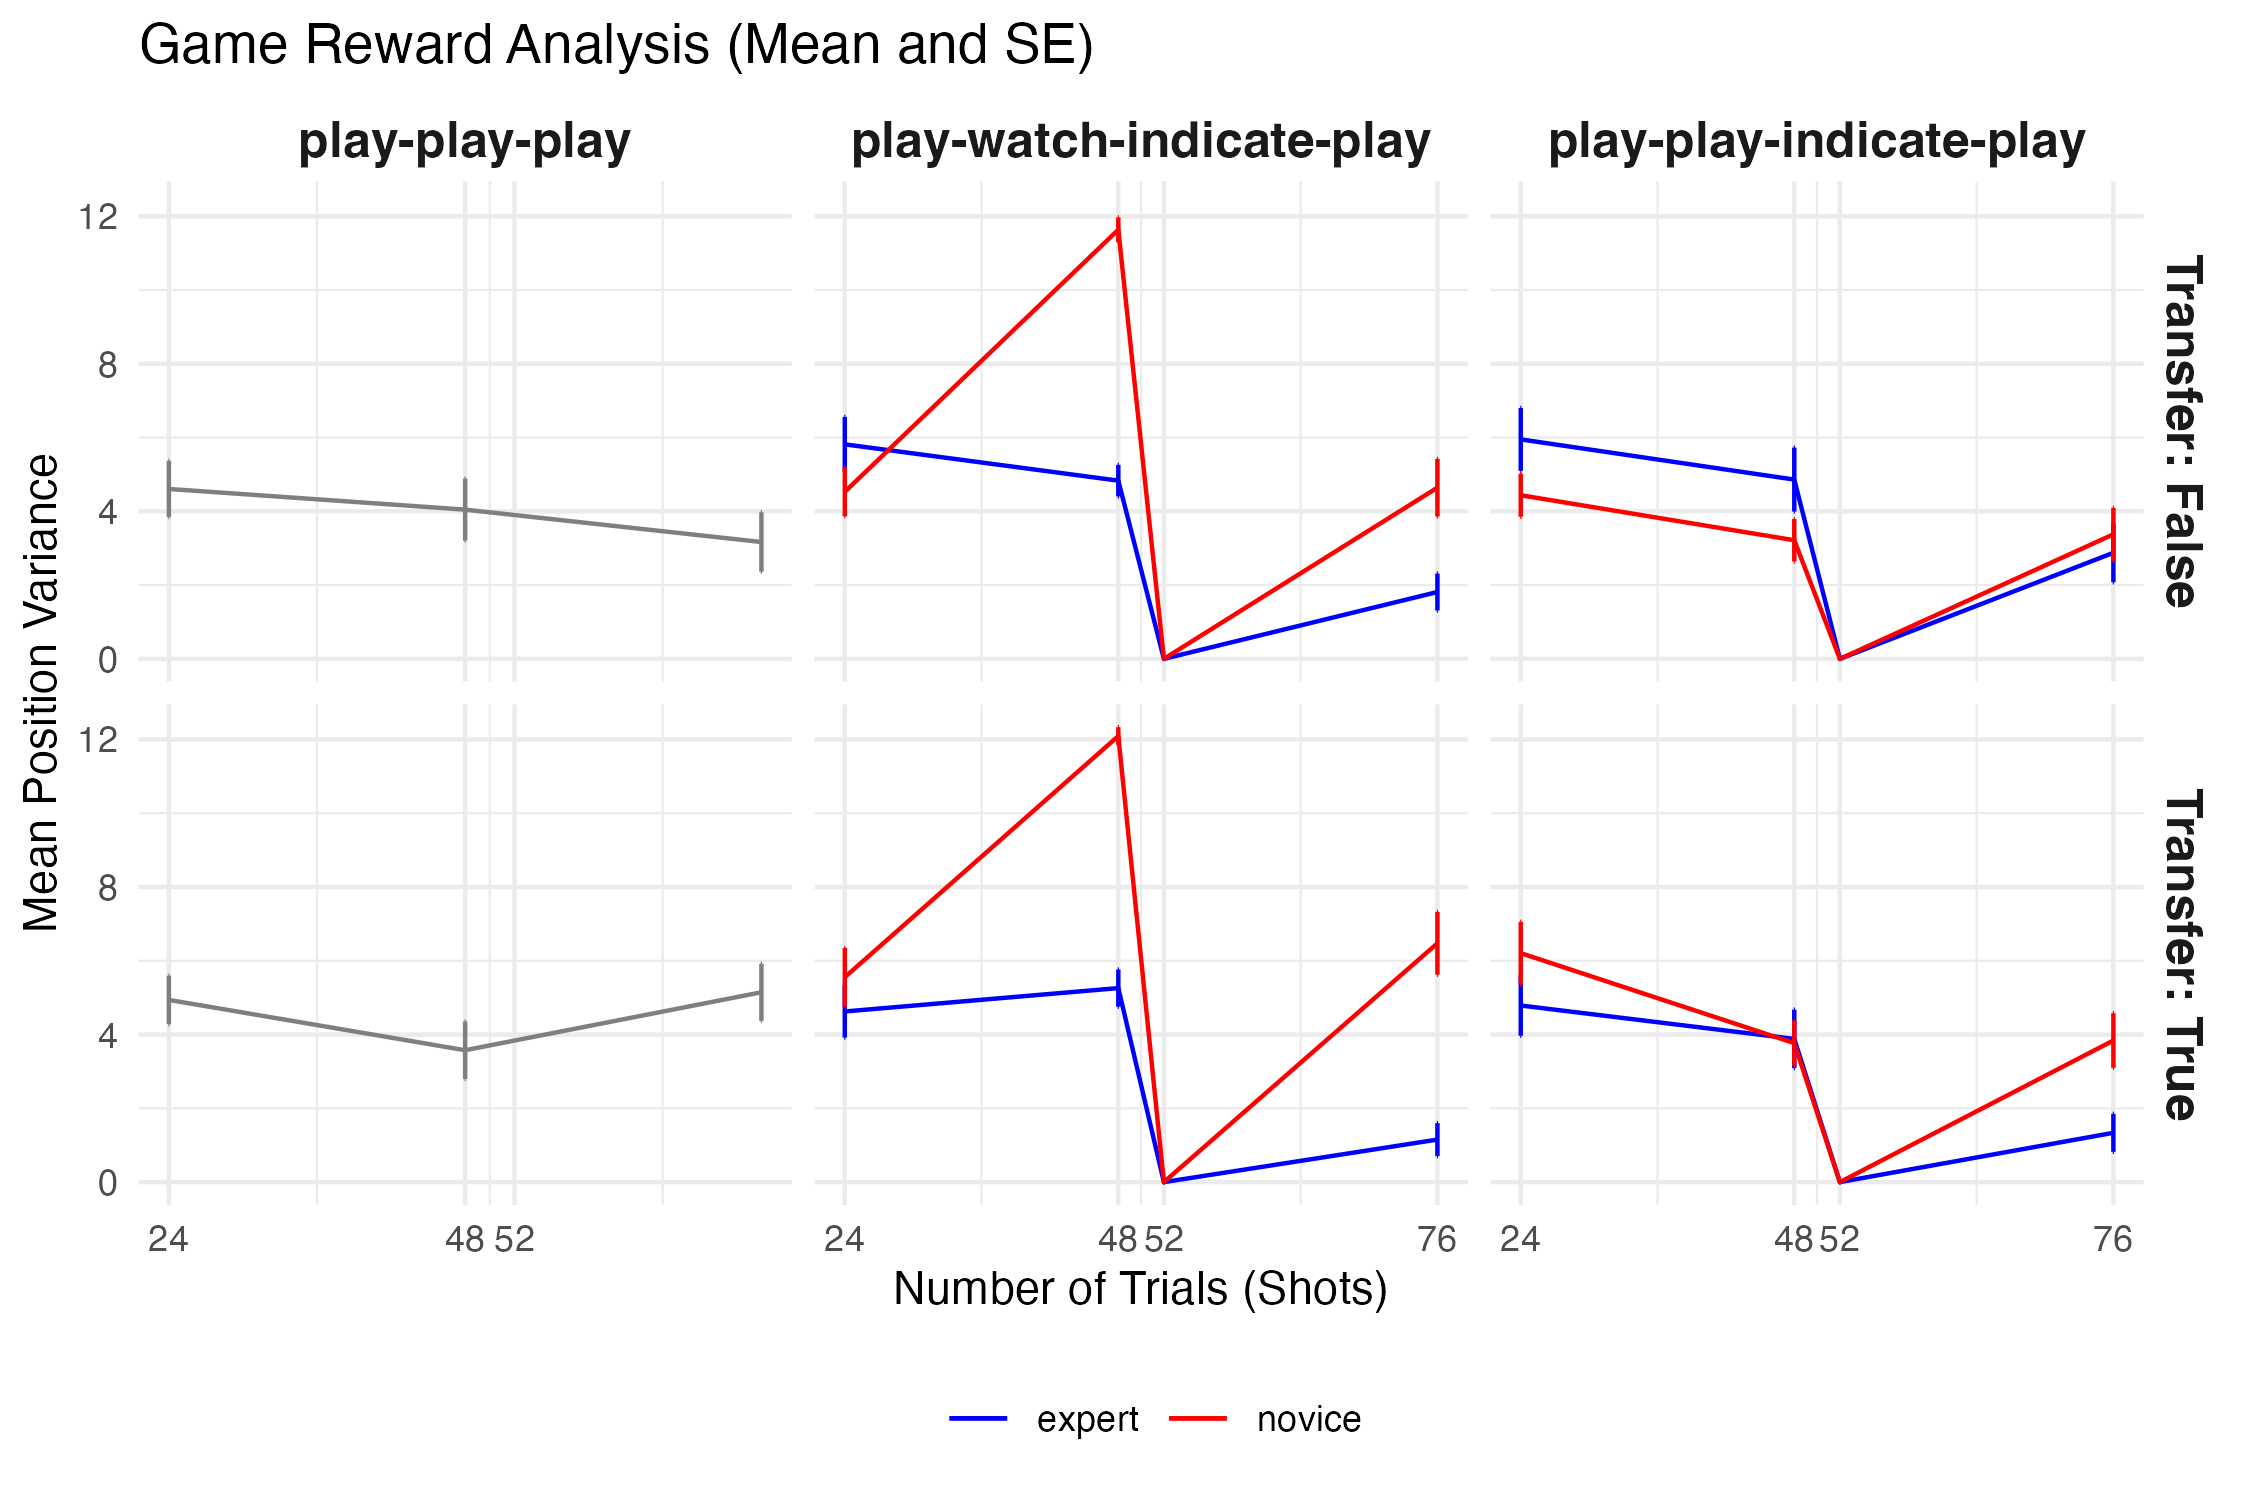 Game Reward Analysis (Mean and SE)
play-play-play
play-watch-indicate-play
play-play-indicate-play
12
8
4
0
Transfer: False
Mean Position Variance
12
8
4
0
Transfer: True
24
48
52
24
48
52
76
24
48
52
76
Number of Trials (Shots)
expert
novice